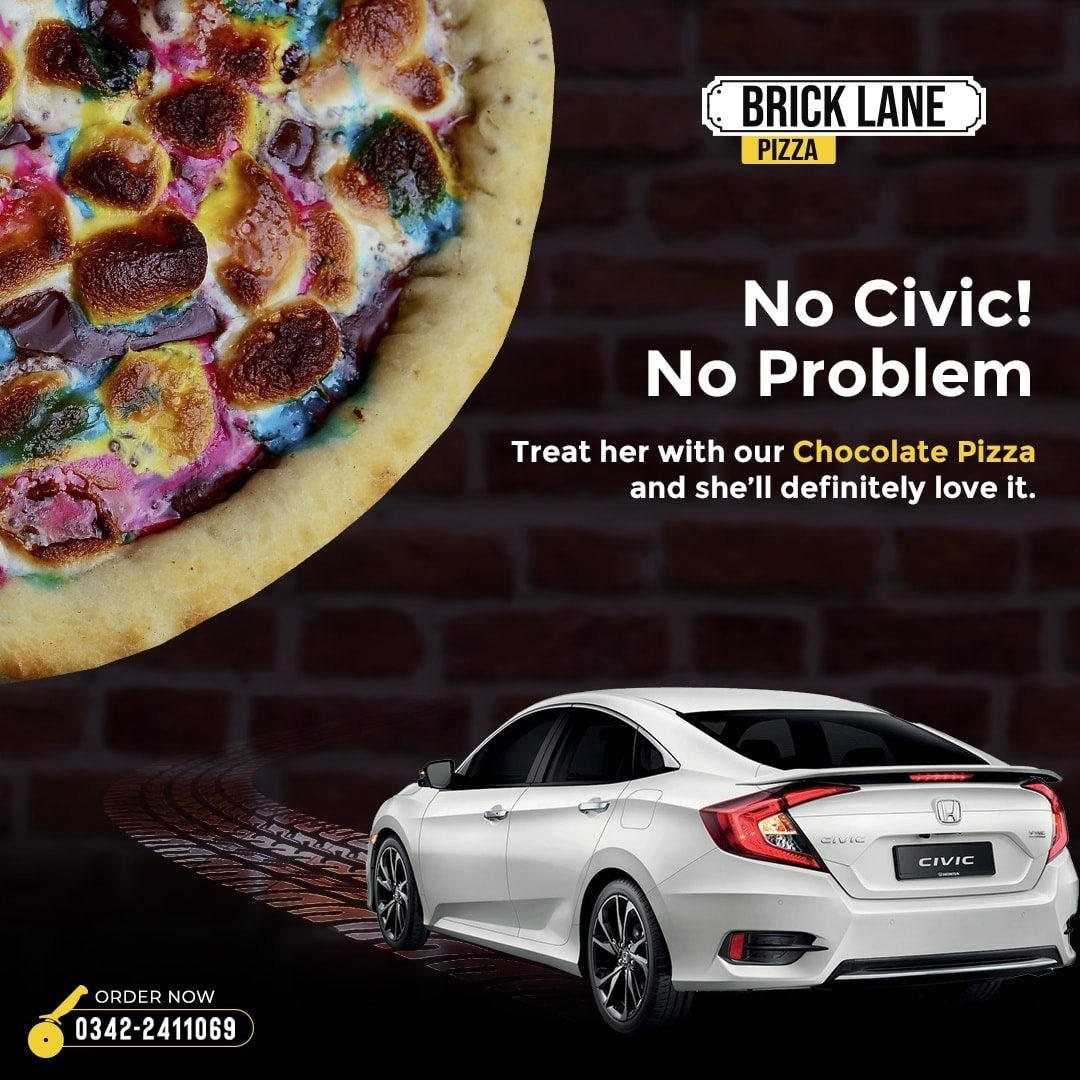 BRICK LANE
PIZZA
No Civic!
No Problem
Treat her with our Chocolate Pizza
and she'll definitely love it.
CIVIC
CIVIC
HONDA
ORDER NOW
0342-2411069